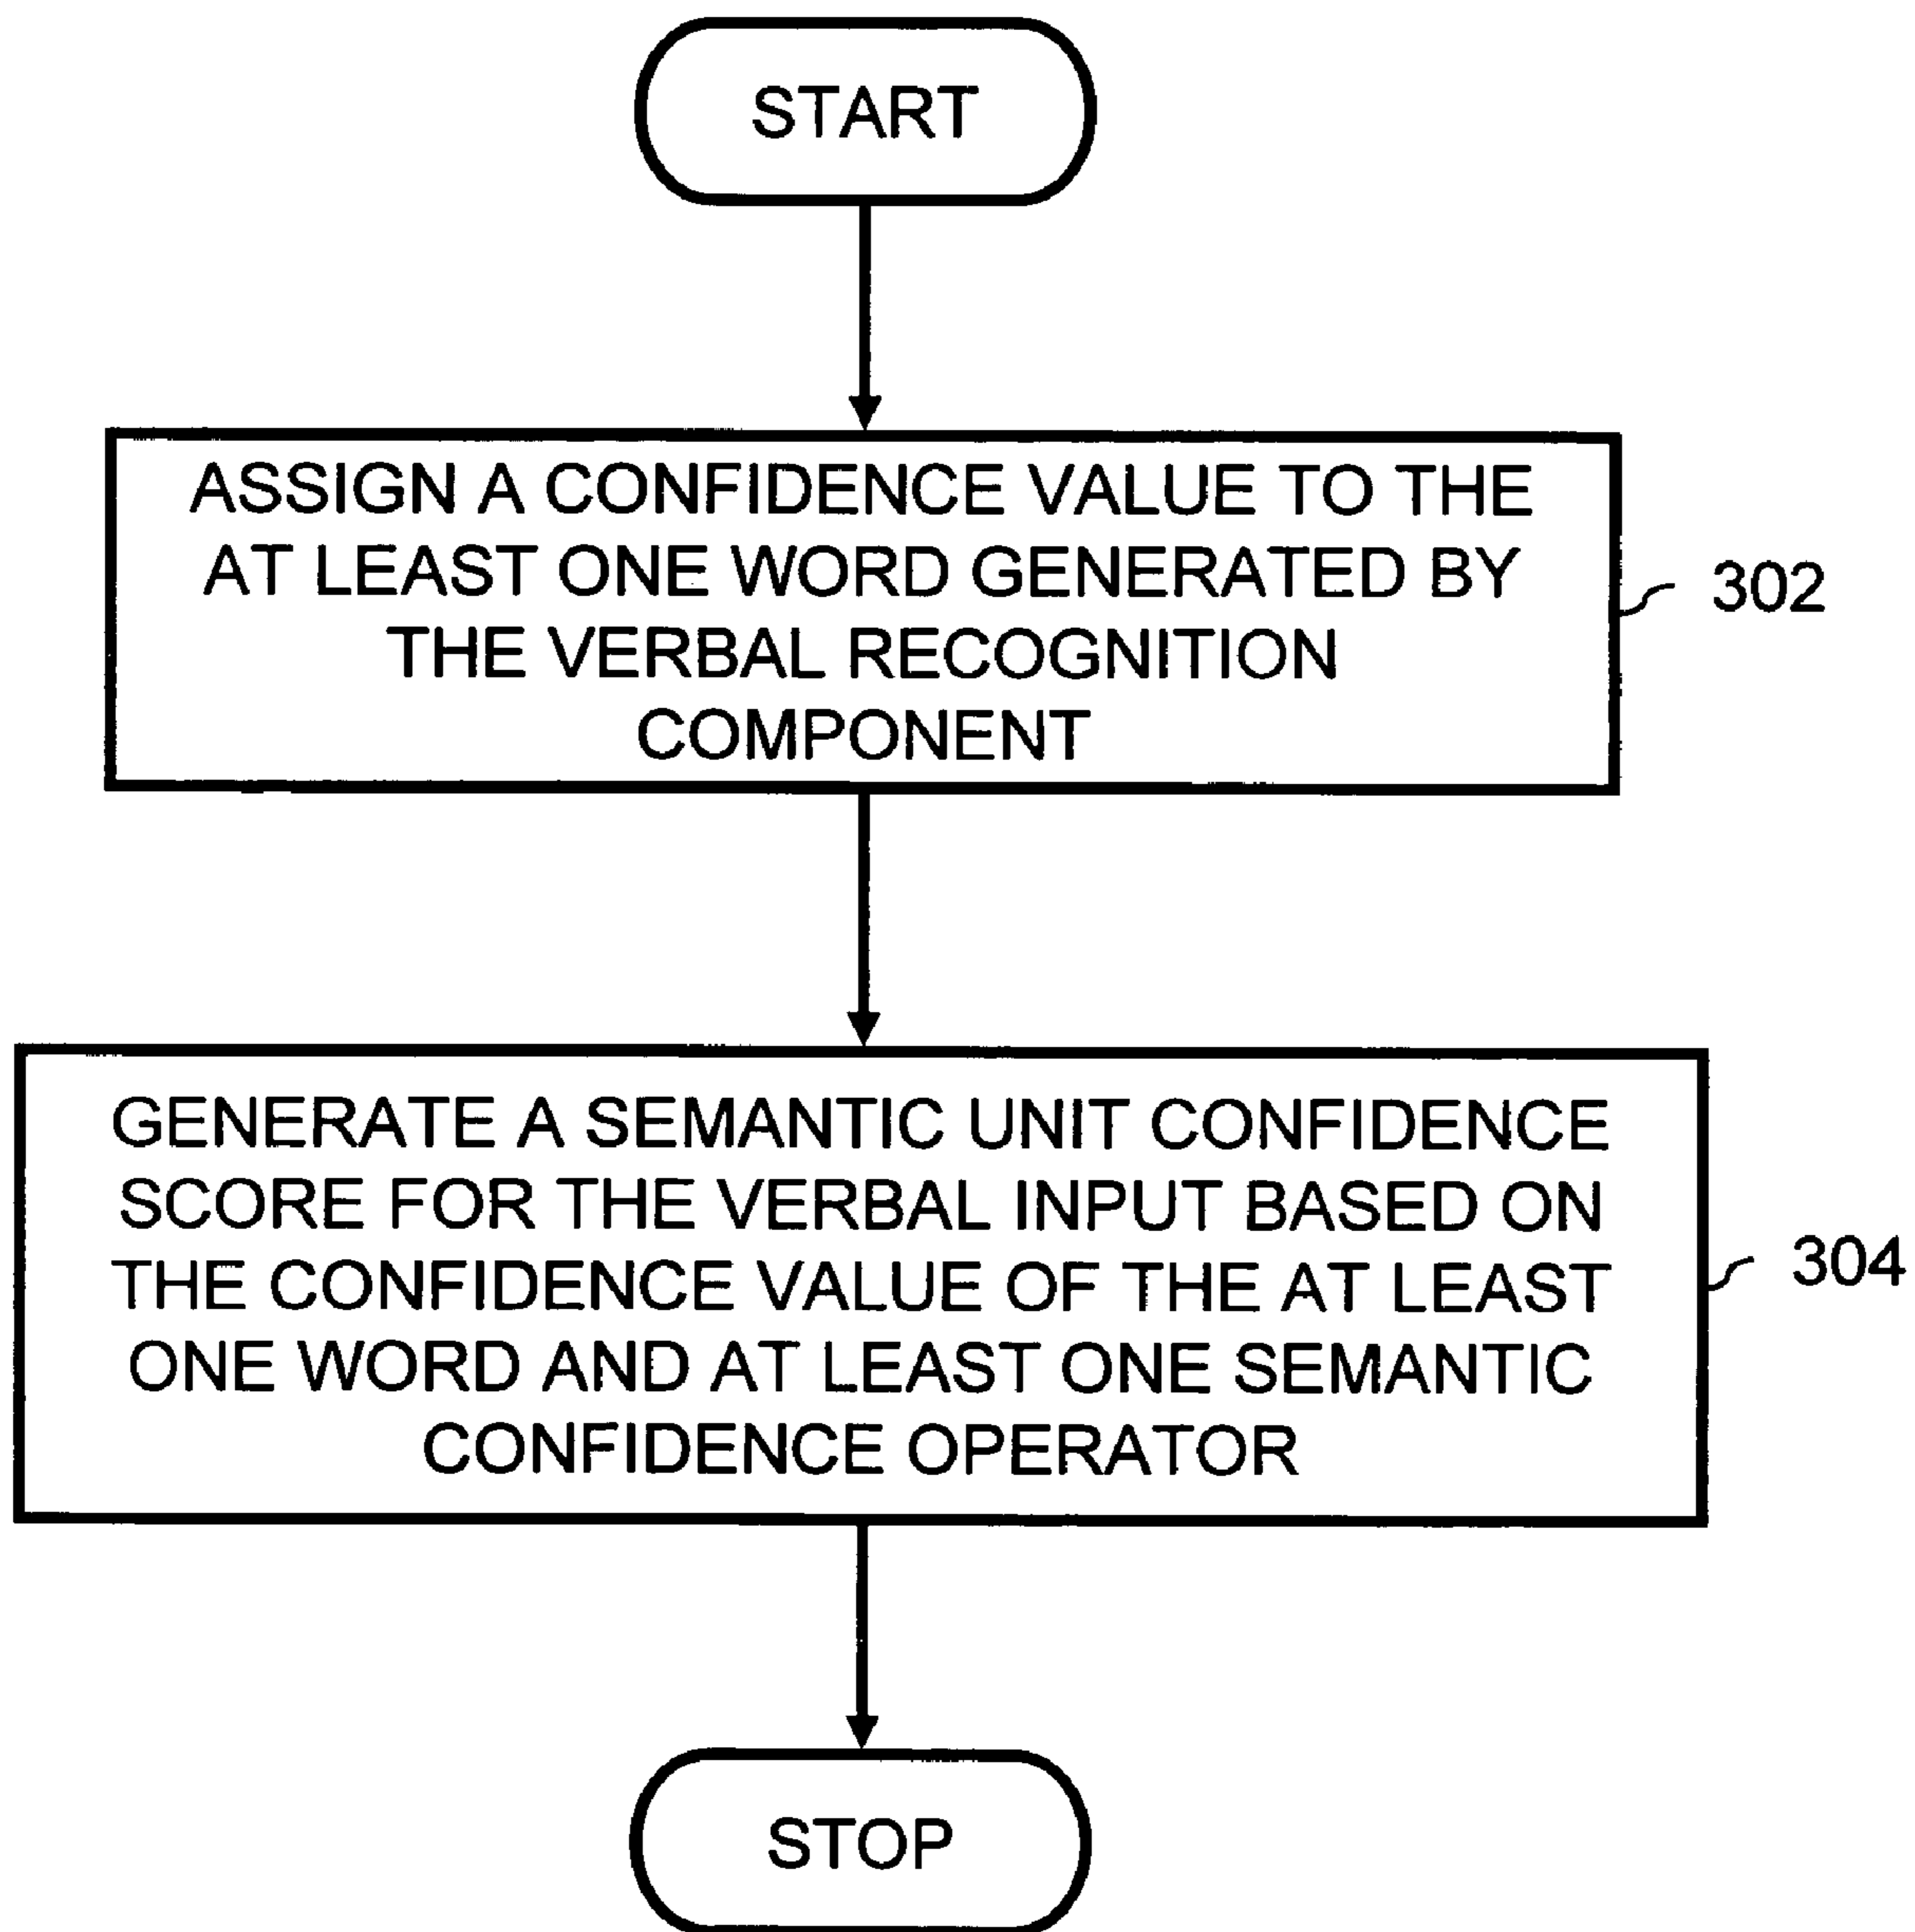 START
ASSIGN A CONFIDENCE VALUE TO THE
AT LEAST ONE WORD GENERATED BY
THE VERBAL RECOGNITION
COMPONENT
302
GENERATE A SEMANTIC UNIT CONFIDENCE
SCORE FOR THE VERBAL INPUT BASED ON
THE CONFIDENCE VALUE OF THE AT LEAST
ONE WORD AND AT LEAST ONE SEMANTIC
CONFIDENCE OPERATOR
304
STOP